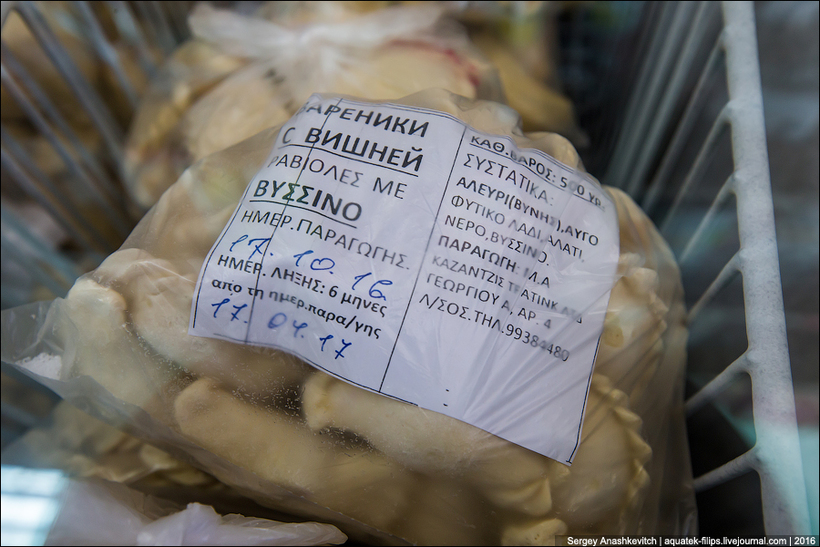 ВАРЕНИКИ
С ВИШНЕЙ
ΡΑΒΙΟΛΕΣ ΜΕ
ΒΥΣΣΙΝΟ
ΗΜΕΡ.ΠΑΡΑΓΩΓΗΣ.
17. 10. 16
ΗΜΕΡ. ΛΗΞΗΣ: 6 μηνες
απο τη ημερ.παρα/γης
17. 04. 17
ΚΑΘ.ΒΑΡΟΣ: 500 γρ.
ΣΥΣΤΑΤΙΚΑ:
ΑΛΕΥΡΙ(ΒΥΝΗΣ),ΑΥΓΟ
ΦΥΤΙΚΟ ΛΑΔΙ,ΑΛΑΤΙ,
ΝΕΡΟ,ΒΥΣΣΙΝΟ.
ΠΑΡΑΓΩΓΗ: Μ.Α
ΚΑΖΑΝΤΖΙΣ
ΓΕΩΡΓΙΟΥ Α, ΑΡ. 4
Λ/ΣΟΣ.ΤΗΛ.99384480
Sergey Anashkevitch | aquatek-filips.livejournal.com | 2016